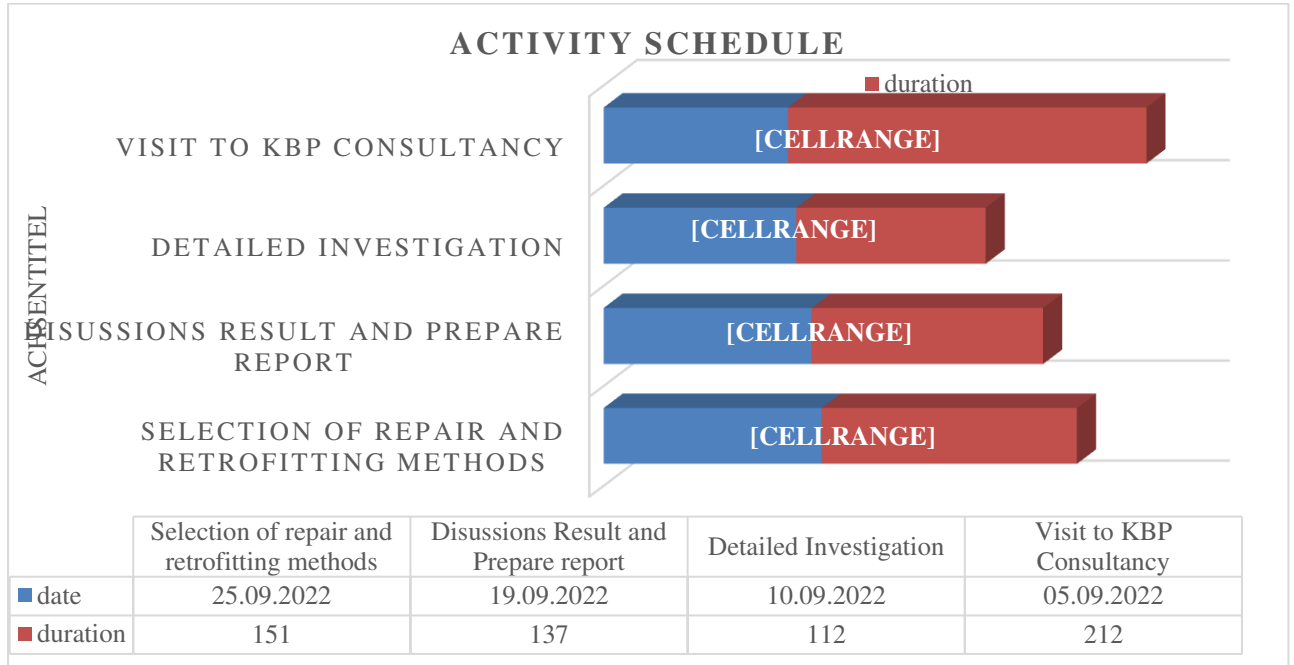 ACTIVITY SCHEDULE
duration
VISIT TO KBP CONSULTANCY
[CELLRANGE]
DETAILED INVESTIGATION
[CELLRANGE]
ACHSENTITEL
DISUSSIONS RESULT AND PREPARE
REPORT
[CELLRANGE]
SELECTION OF REPAIR AND
RETROFITTING METHODS
[CELLRANGE]
Selection of repair and
retrofitting methods
Disussions Result and
Prepare report
Detailed Investigation
Visit to KBP
Consultancy
date 25.09.2022 19.09.2022 10.09.2022 05.09.2022
duration 151 137 112 212